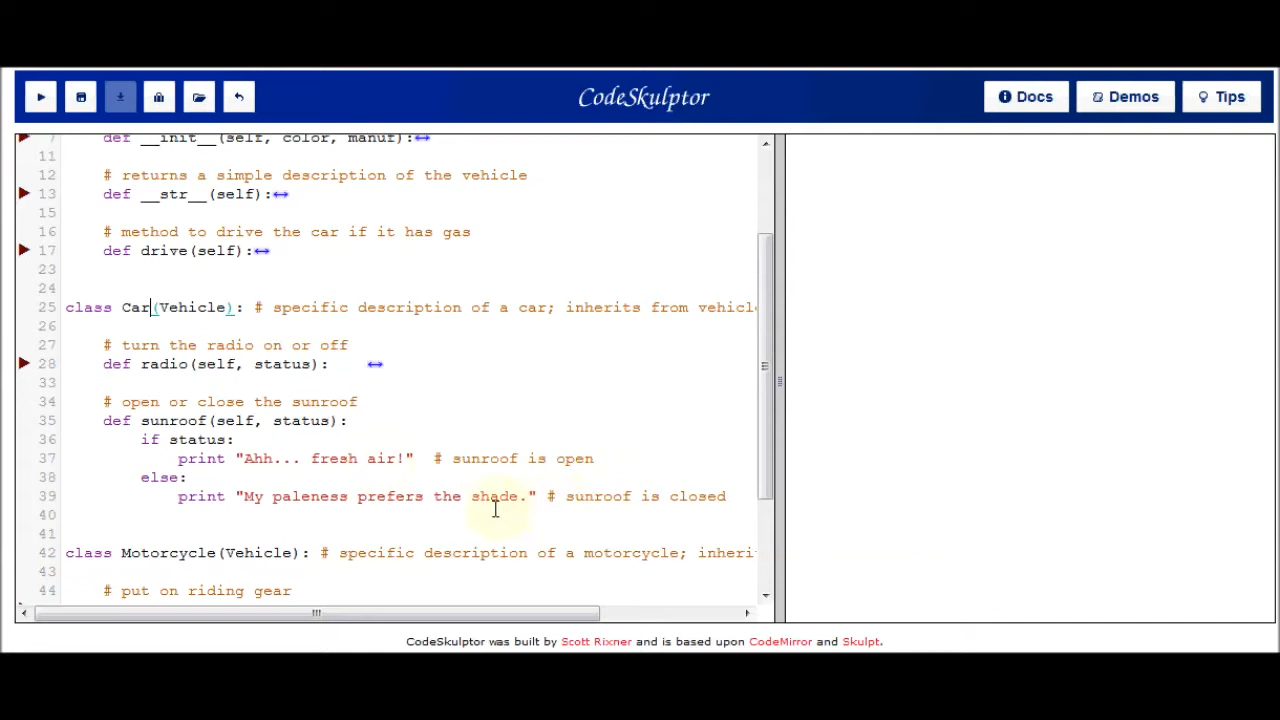 CodeSkulptor
Docs
Demos
Tips
7 def __init__(self, color, manuf):
11
12 # returns a simple description of the vehicle
13 def __str__(self):
15
16 # method to drive the car if it has gas
17 def drive(self):
23
24
25 class Car(Vehicle): # specific description of a car; inherits from vehicle
26
27 # turn the radio on or off
28 def radio(self, status):
33
34 # open or close the sunroof
35 def sunroof(self, status):
36 if status:
37 print "Ahh... fresh air!" # sunroof is open
38 else:
39 print "My paleness prefers the shade." # sunroof is closed
40
41
42 class Motorcycle(Vehicle): # specific description of a motorcycle; inheri
43
44 # put on riding gear
CodeSkulptor was built by Scott Rixner and is based upon CodeMirror and Skulpt.